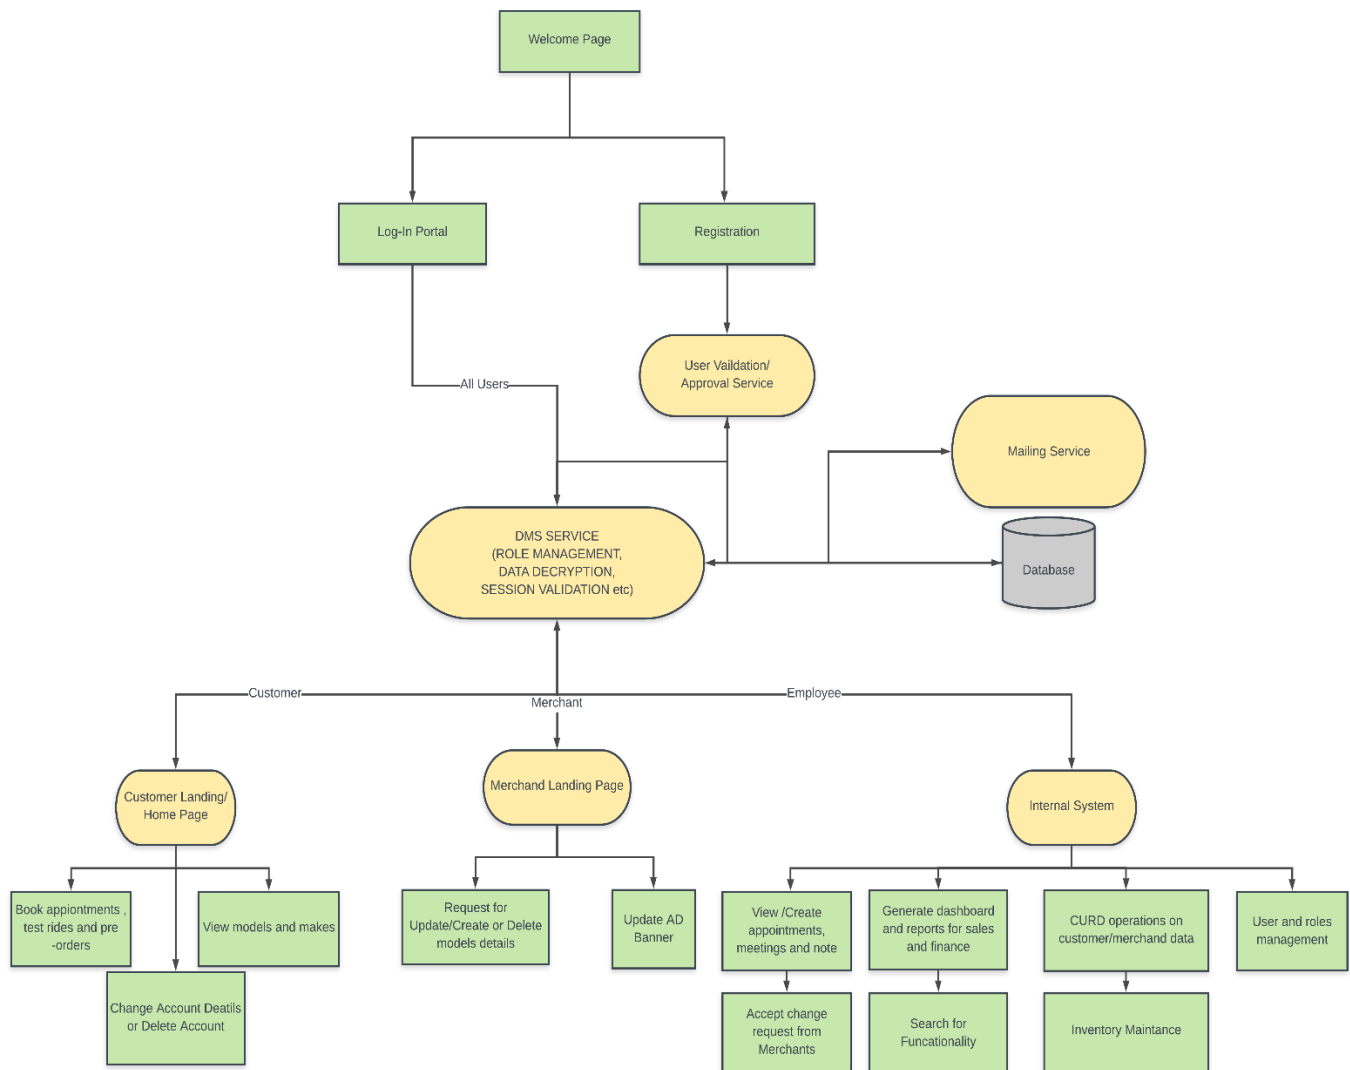 Welcome Page
Log-In Portal
Registration
User Vaildation/
Approval Service
All Users
Mailing Service
DMS SERVICE
(ROLE MANAGEMENT,
DATA DECRYPTION,
SESSION VALIDATION etc)
Database
Customer
Merchant
Employee
Customer Landing/
Home Page
Merchand Landing Page
Internal System
Book appiontments ,
test rides and pre
-orders
View models and makes
Change Account Deatils
or Delete Account
Request for
Update/Create or Delete
models details
Update AD
Banner
View /Create
appointments,
meetings and note
Generate dashboard
and reports for sales
and finance
CURD operations on
customer/merchand data
User and roles
management
Accept change
request from
Merchants
Search for
Funcationality
Inventory Maintance